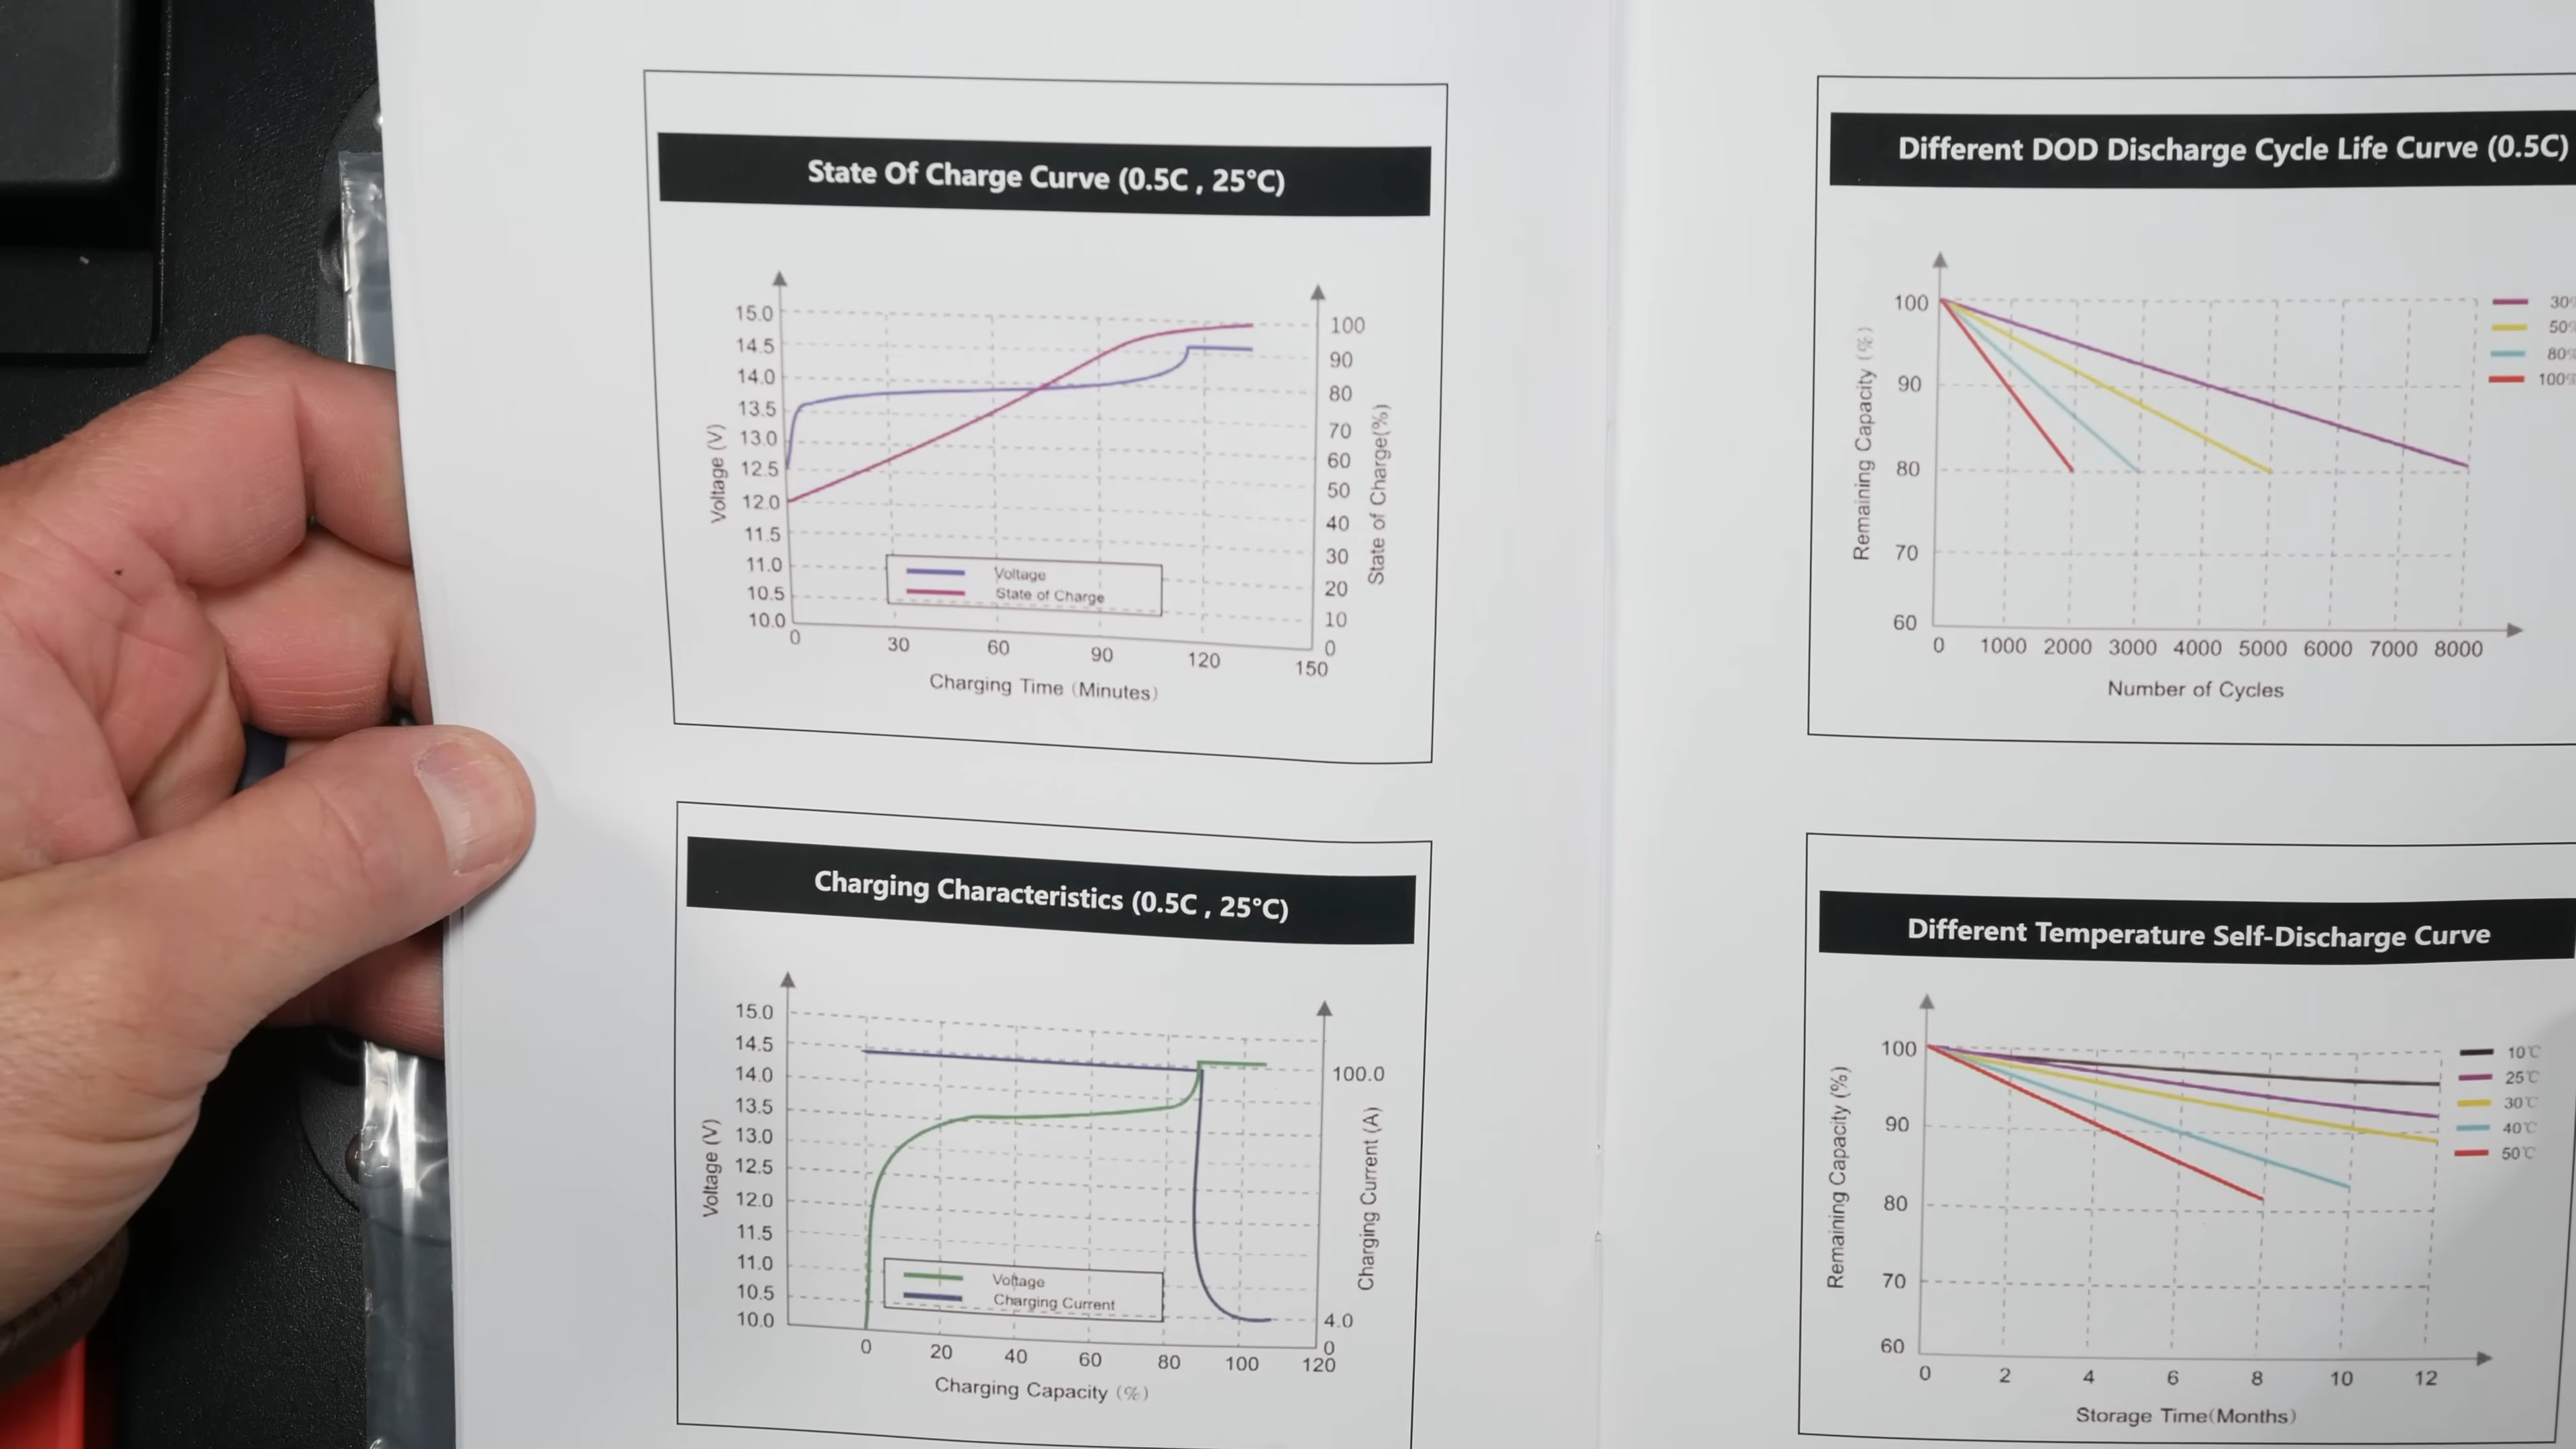 State Of Charge Curve (0.5C , 25°C)
15.0
14.5
14.0
13.5
13.0
12.5
12.0
11.5
11.0
10.5
10.0
Voltage (V)
100
90
80
70
60
50
40
30
20
10
0
State of Charge(%)
Voltage
State of Charge
0 30 60 90 120 150
Charging Time (Minutes)
Charging Characteristics (0.5C , 25°C)
15.0
14.5
14.0
13.5
13.0
12.5
12.0
11.5
11.0
10.5
10.0
Voltage (V)
100.0
4.0
0
Charging Current (A)
Voltage
Charging Current
0 20 40 60 80 100 120
Charging Capacity (%)
Different DOD Discharge Cycle Life Curve (0.5C)
100
90
80
70
60
Remaining Capacity (%)
30%
50%
80%
100%
0 1000 2000 3000 4000 5000 6000 7000 8000
Number of Cycles
Different Temperature Self-Discharge Curve
100
90
80
70
60
Remaining Capacity (%)
10℃
25℃
30℃
40℃
50℃
0 2 4 6 8 10 12
Storage Time(Months)